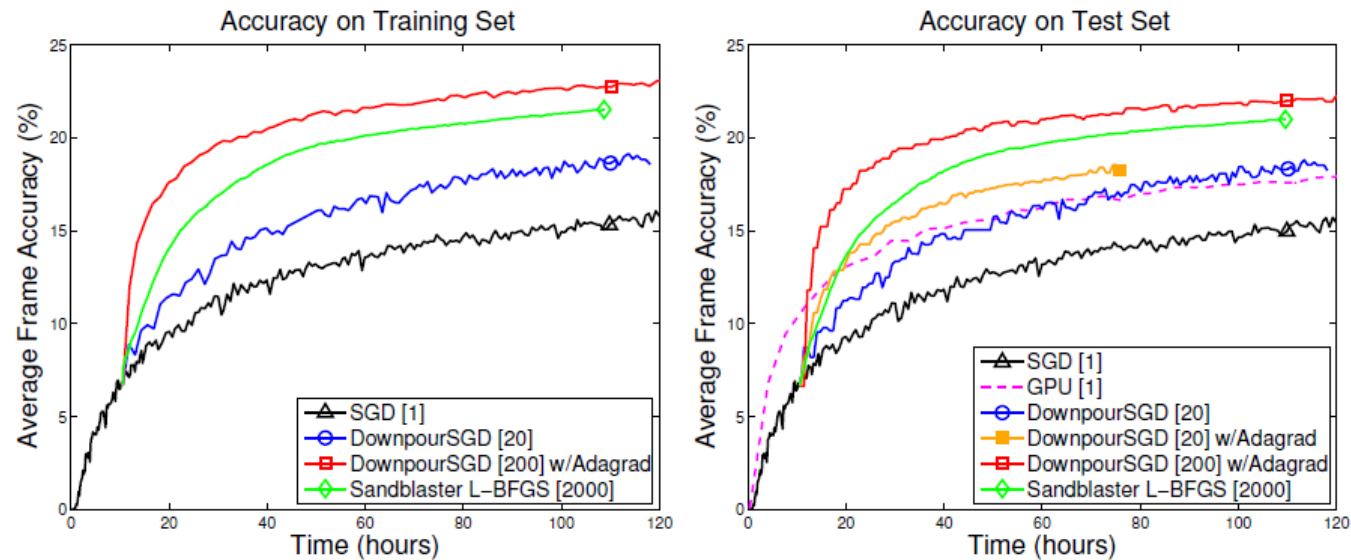 Accuracy on Training Set
Average Frame Accuracy (%)
25
20
15
10
5
0
0 20 40 60 80 100 120
Time (hours)
SGD [1]
DownpourSGD [20]
DownpourSGD [200] w/Adagrad
Sandblaster L-BFGS [2000]
Accuracy on Test Set
Average Frame Accuracy (%)
25
20
15
10
5
0
0 20 40 60 80 100 120
Time (hours)
SGD [1]
GPU [1]
DownpourSGD [20]
DownpourSGD [20] w/Adagrad
DownpourSGD [200] w/Adagrad
Sandblaster L-BFGS [2000]